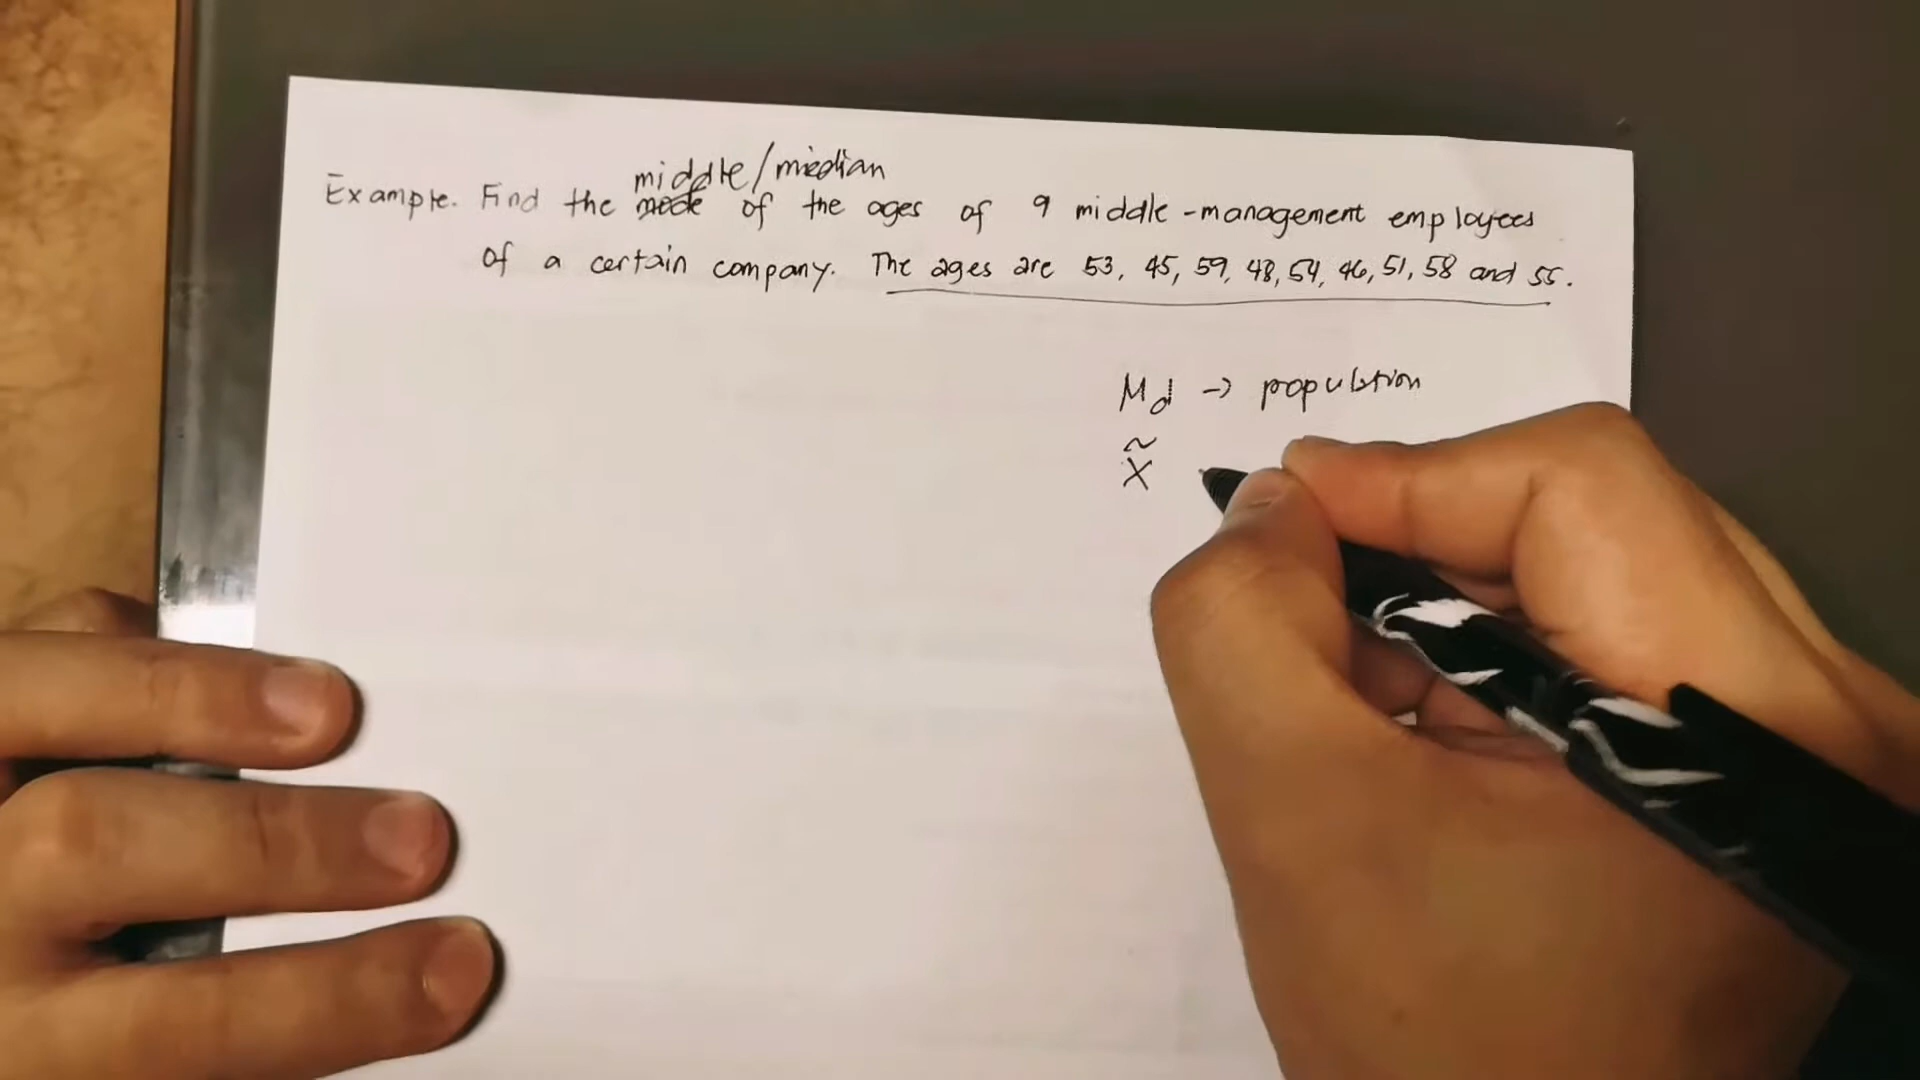 middle/median
Example. Find the mode of the ages of 9 middle-management employees
of a certain company. The ages are 53, 45, 59, 48, 54, 46, 51, 58 and 55.
Md → population
x̃